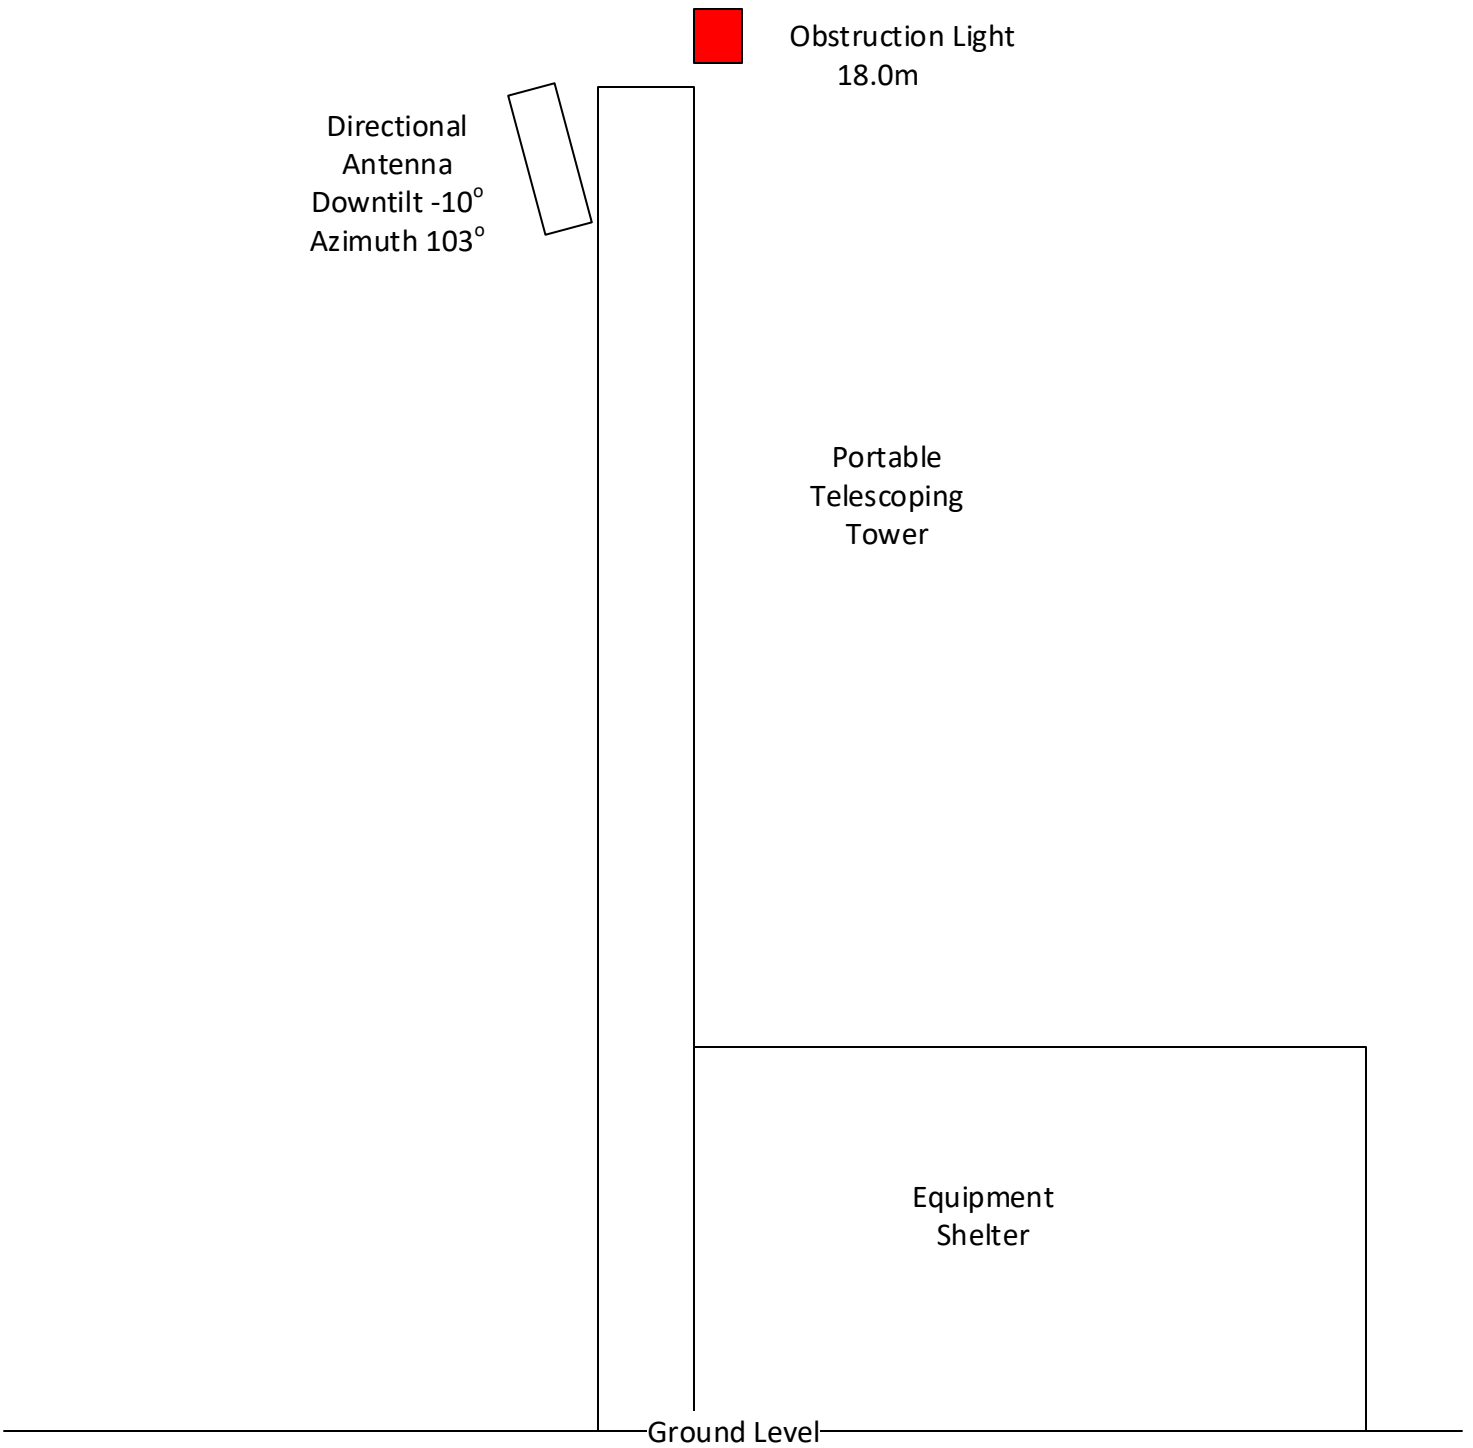 Obstruction Light
18.0m
Directional
Antenna
Downtilt -10°
Azimuth 103°
Portable
Telescoping
Tower
Equipment
Shelter
Ground Level